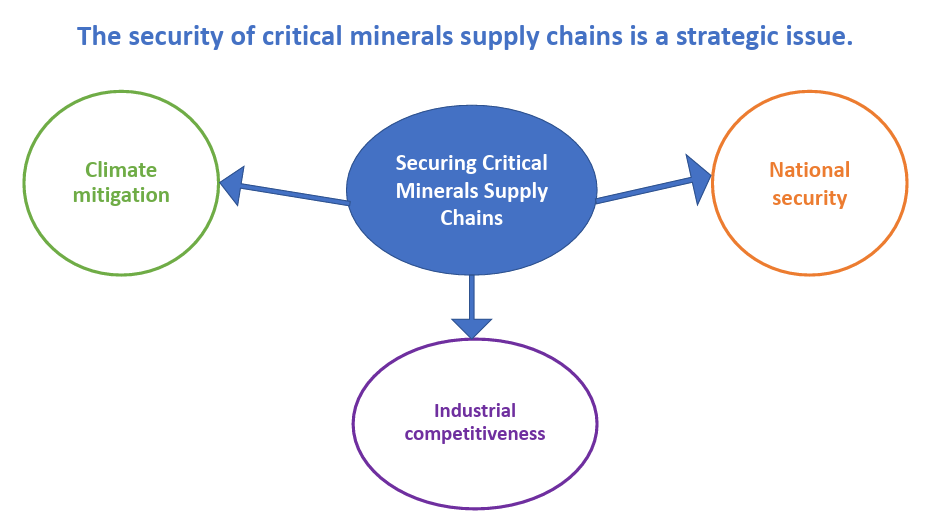 The security of critical minerals supply chains is a strategic issue.
Climate
mitigation
Securing Critical
Minerals Supply
Chains
National
security
Industrial
competitiveness